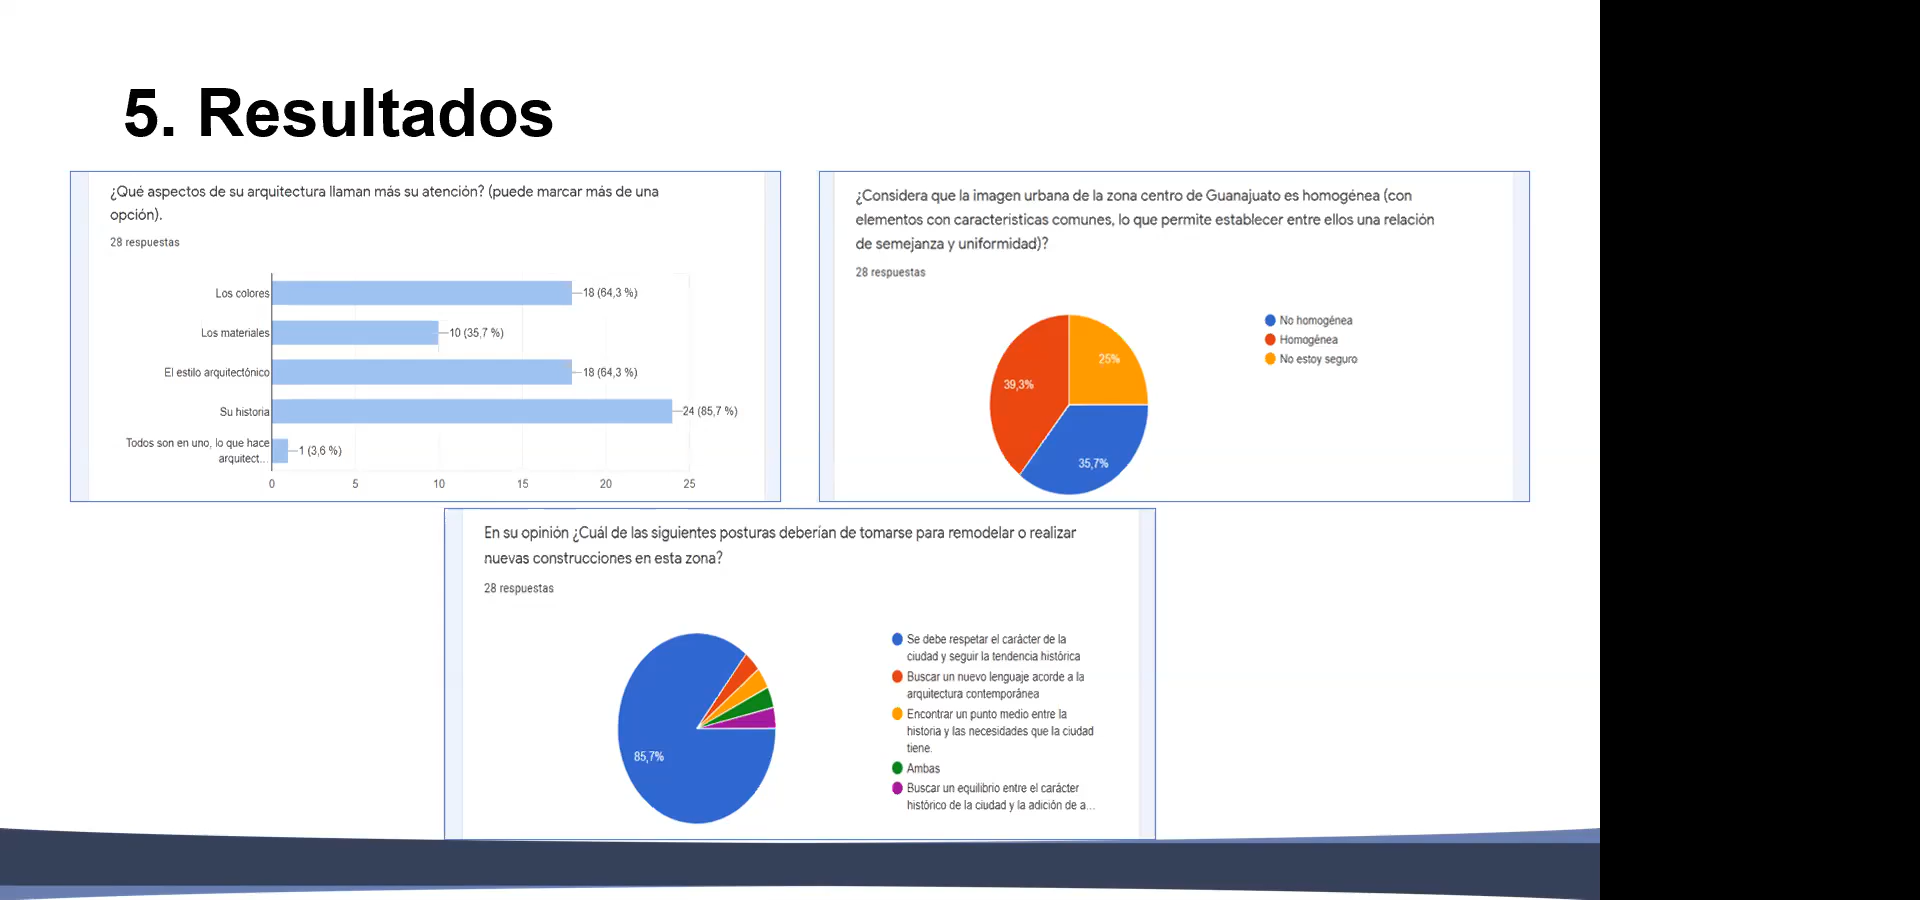 5. Resultados
¿Qué aspectos de su arquitectura llaman más su atención? (puede marcar más de una
opción).
28 respuestas
Los colores
18 (64,3 %)
Los materiales
10 (35,7 %)
El estilo arquitectónico
18 (64,3 %)
Su historia
24 (85,7 %)
Todos son en uno, lo que hace
arquitect...
1 (3,6 %)
0 5 10 15 20 25
¿Considera que la imagen urbana de la zona centro de Guanajuato es homogénea (con
elementos con características comunes, lo que permite establecer entre ellos una relación
de semejanza y uniformidad)?
28 respuestas
25%
39,3%
35,7%
No homogénea
Homogénea
No estoy seguro
En su opinión ¿Cuál de las siguientes posturas deberían de tomarse para remodelar o realizar
nuevas construcciones en esta zona?
28 respuestas
85,7%
Se debe respetar el carácter de la
ciudad y seguir la tendencia histórica
Buscar un nuevo lenguaje acorde a la
arquitectura contemporánea
Encontrar un punto medio entre la
historia y las necesidades que la ciudad
tiene.
Ambas
Buscar un equilibrio entre el carácter
histórico de la ciudad y la adición de a...